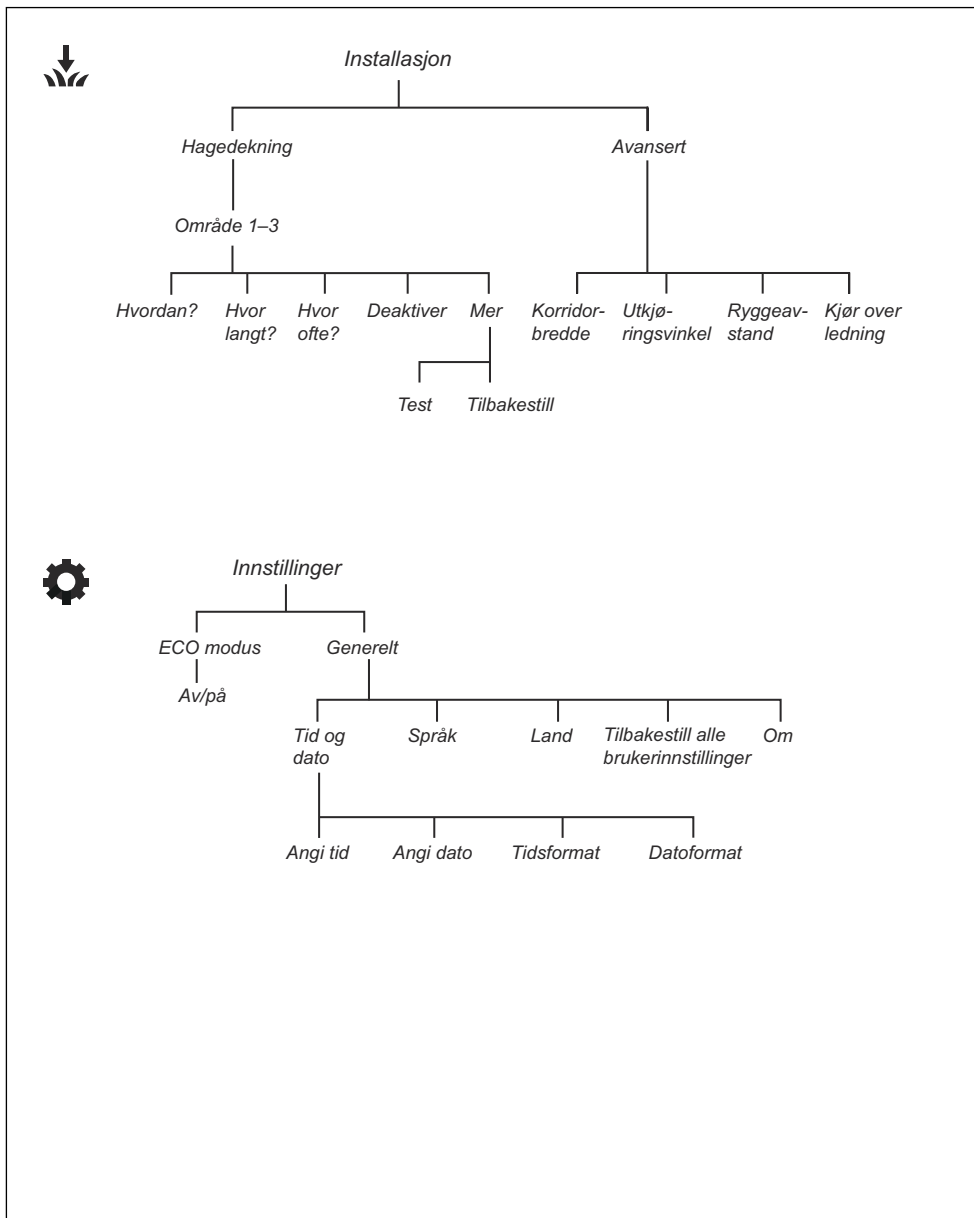 Installasjon
Hagedekning
Avansert
Område 1–3
Hvordan?
Hvor
langt?
Hvor
ofte?
Deaktiver
Mer
Korridor-
bredde
Utkjø-
ringsvinkel
Ryggeav-
stand
Kjør over
ledning
Test
Tilbakestill
Innstillinger
ECO modus
Generelt
Av/på
Tid og
dato
Språk
Land
Tilbakestill alle
brukerinnstillinger
Om
Angi tid
Angi dato
Tidsformat
Datoformat